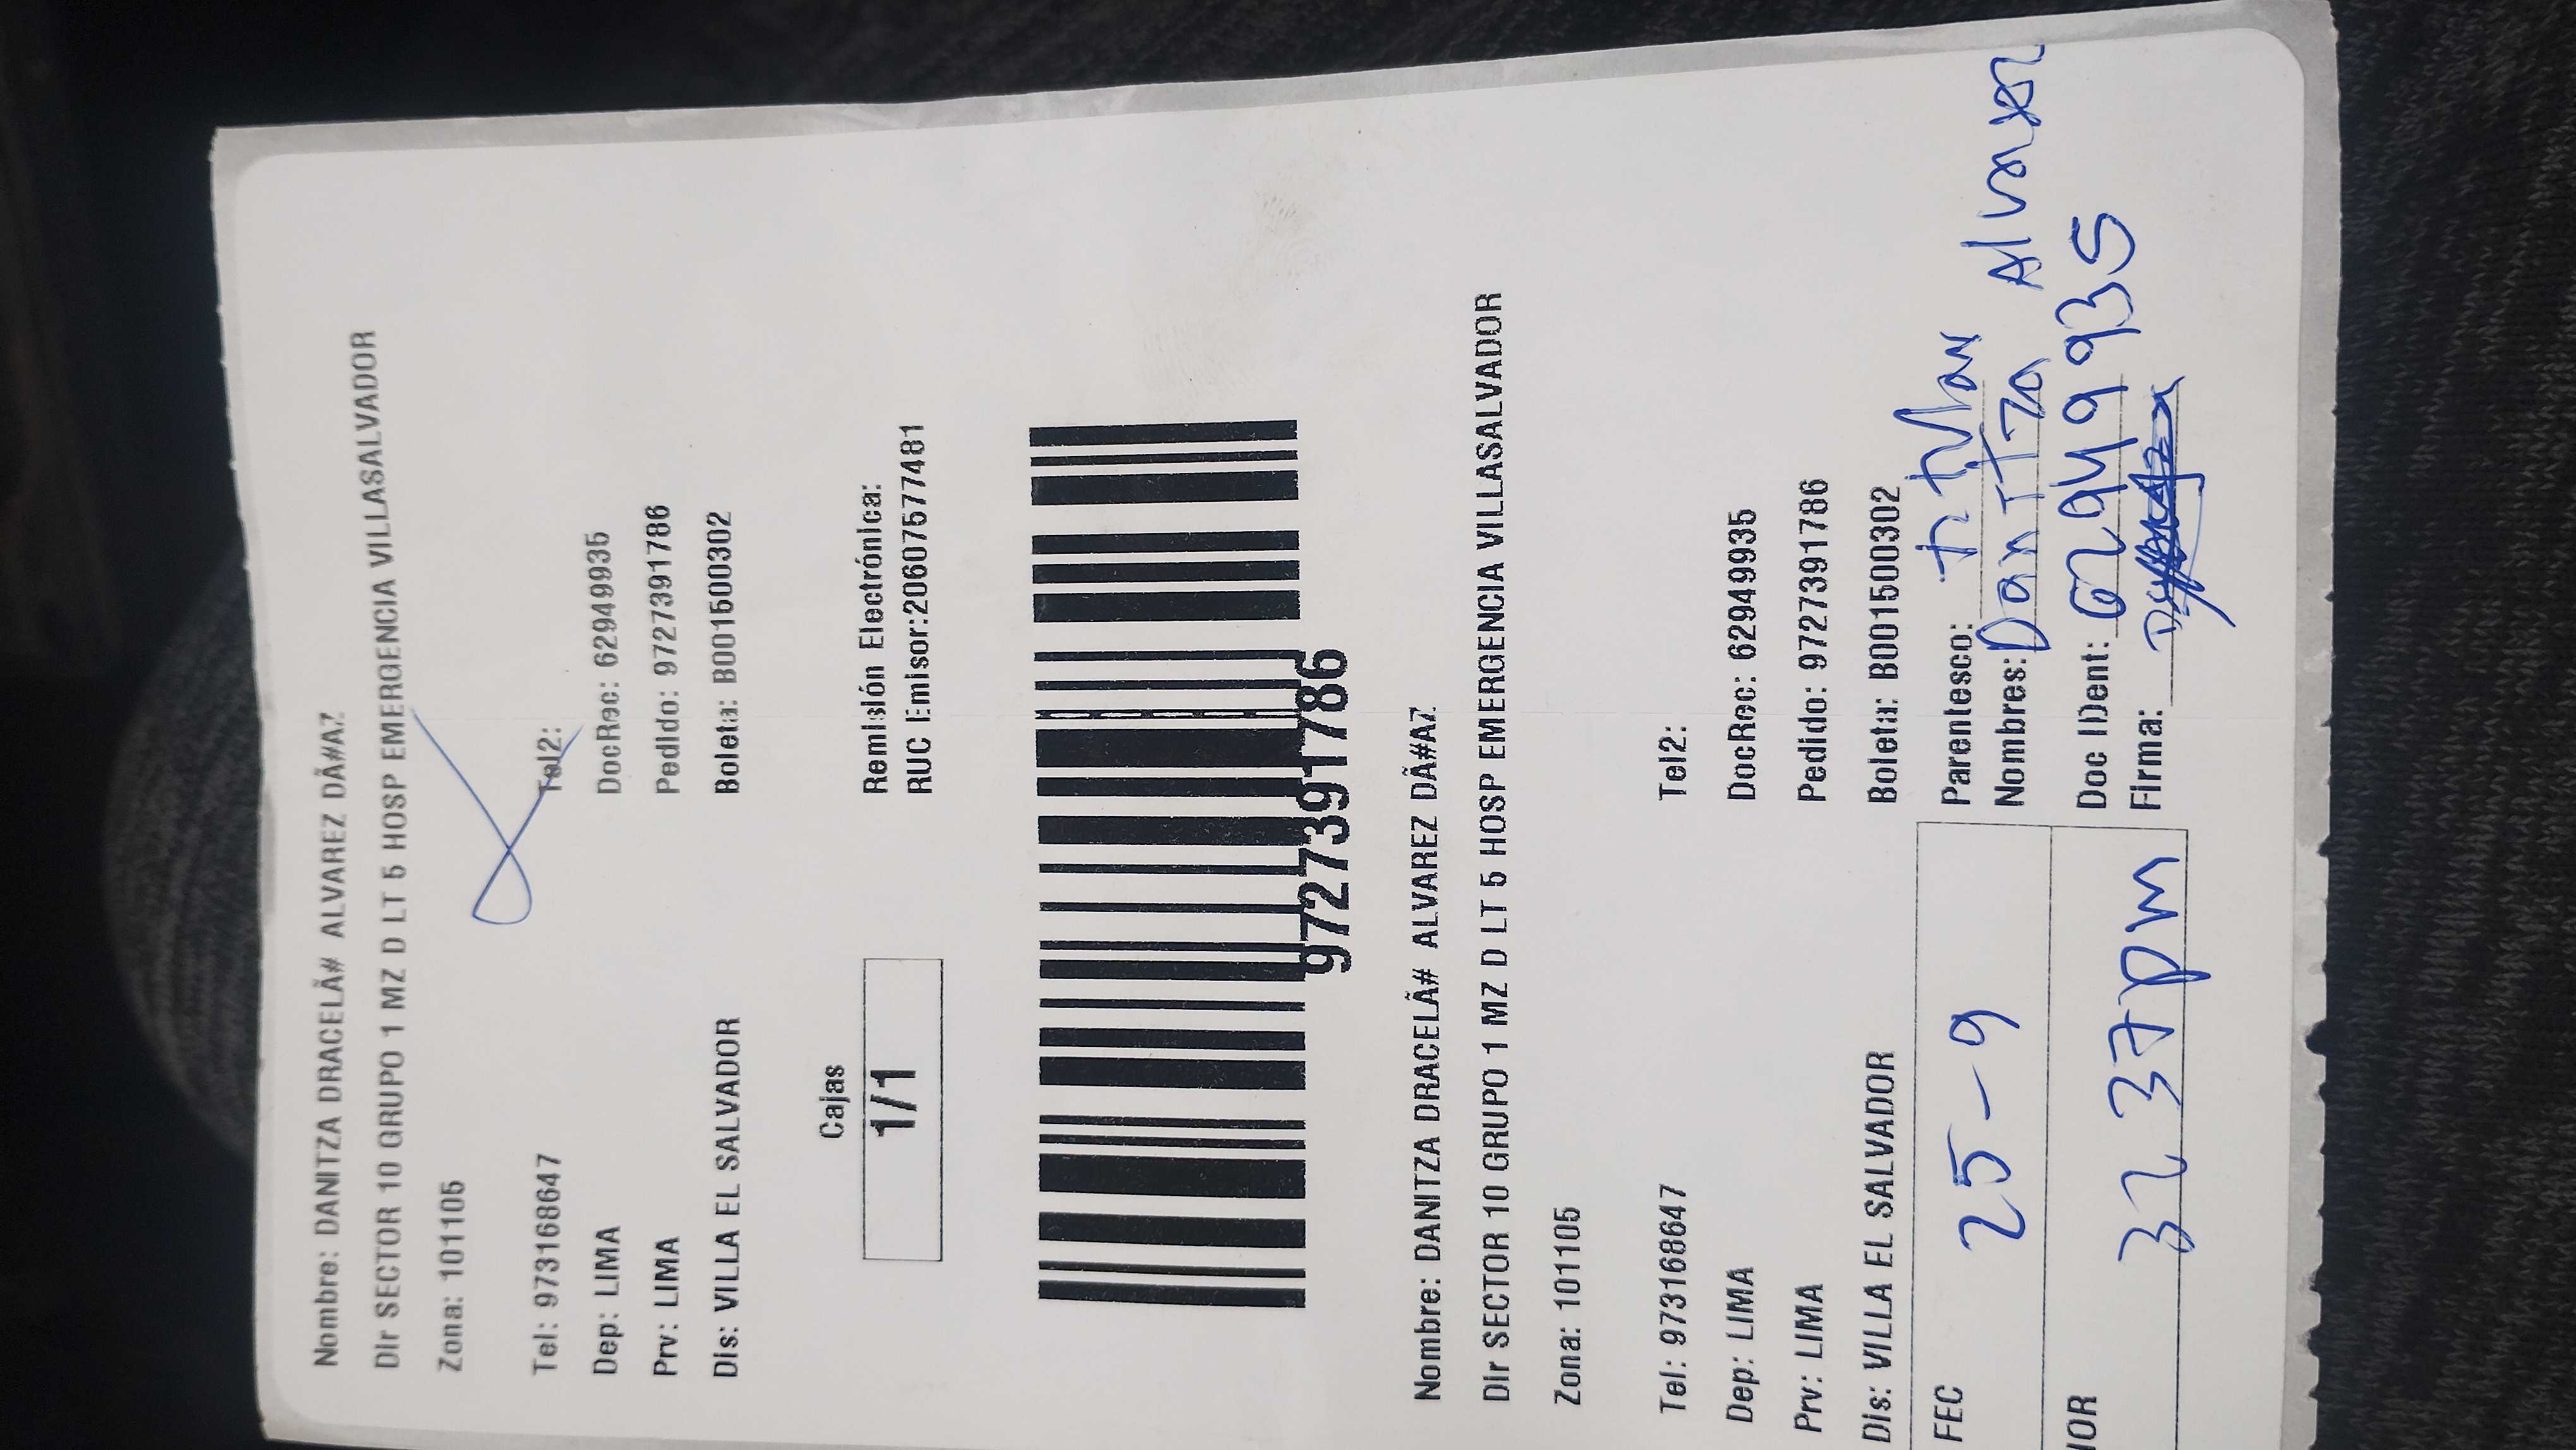 Nombre: DANITZA DRACELÃ# ALVAREZ DÃ#AZ
Dir SECTOR 10 GRUPO 1 MZ D LT 5 HOSP EMERGENCIA VILLASALVADOR
Zona: 101105
Tel: 973168647 Tel2:
Dep: LIMA DocRec: 62949935
Prv: LIMA Pedido: 9727391786
Dis: VILLA EL SALVADOR Boleta: B001500302
Cajas
1/1
Remisión Electrónica:
RUC Emisor:20607577481
9727391786
Nombre: DANITZA DRACELÃ# ALVAREZ DÃ#AZ
Dir SECTOR 10 GRUPO 1 MZ D LT 5 HOSP EMERGENCIA VILLASALVADOR
Zona: 101105
Tel: 973168647 Tel2:
Dep: LIMA DocRec: 62949935
Prv: LIMA Pedido: 9727391786
Dis: VILLA EL SALVADOR Boleta: B001500302
FEC 25-9
Parentesco: titular
Nombres: Danitza Alvarez
HOR 3237pm
Doc IDent: 62949935
Firma: